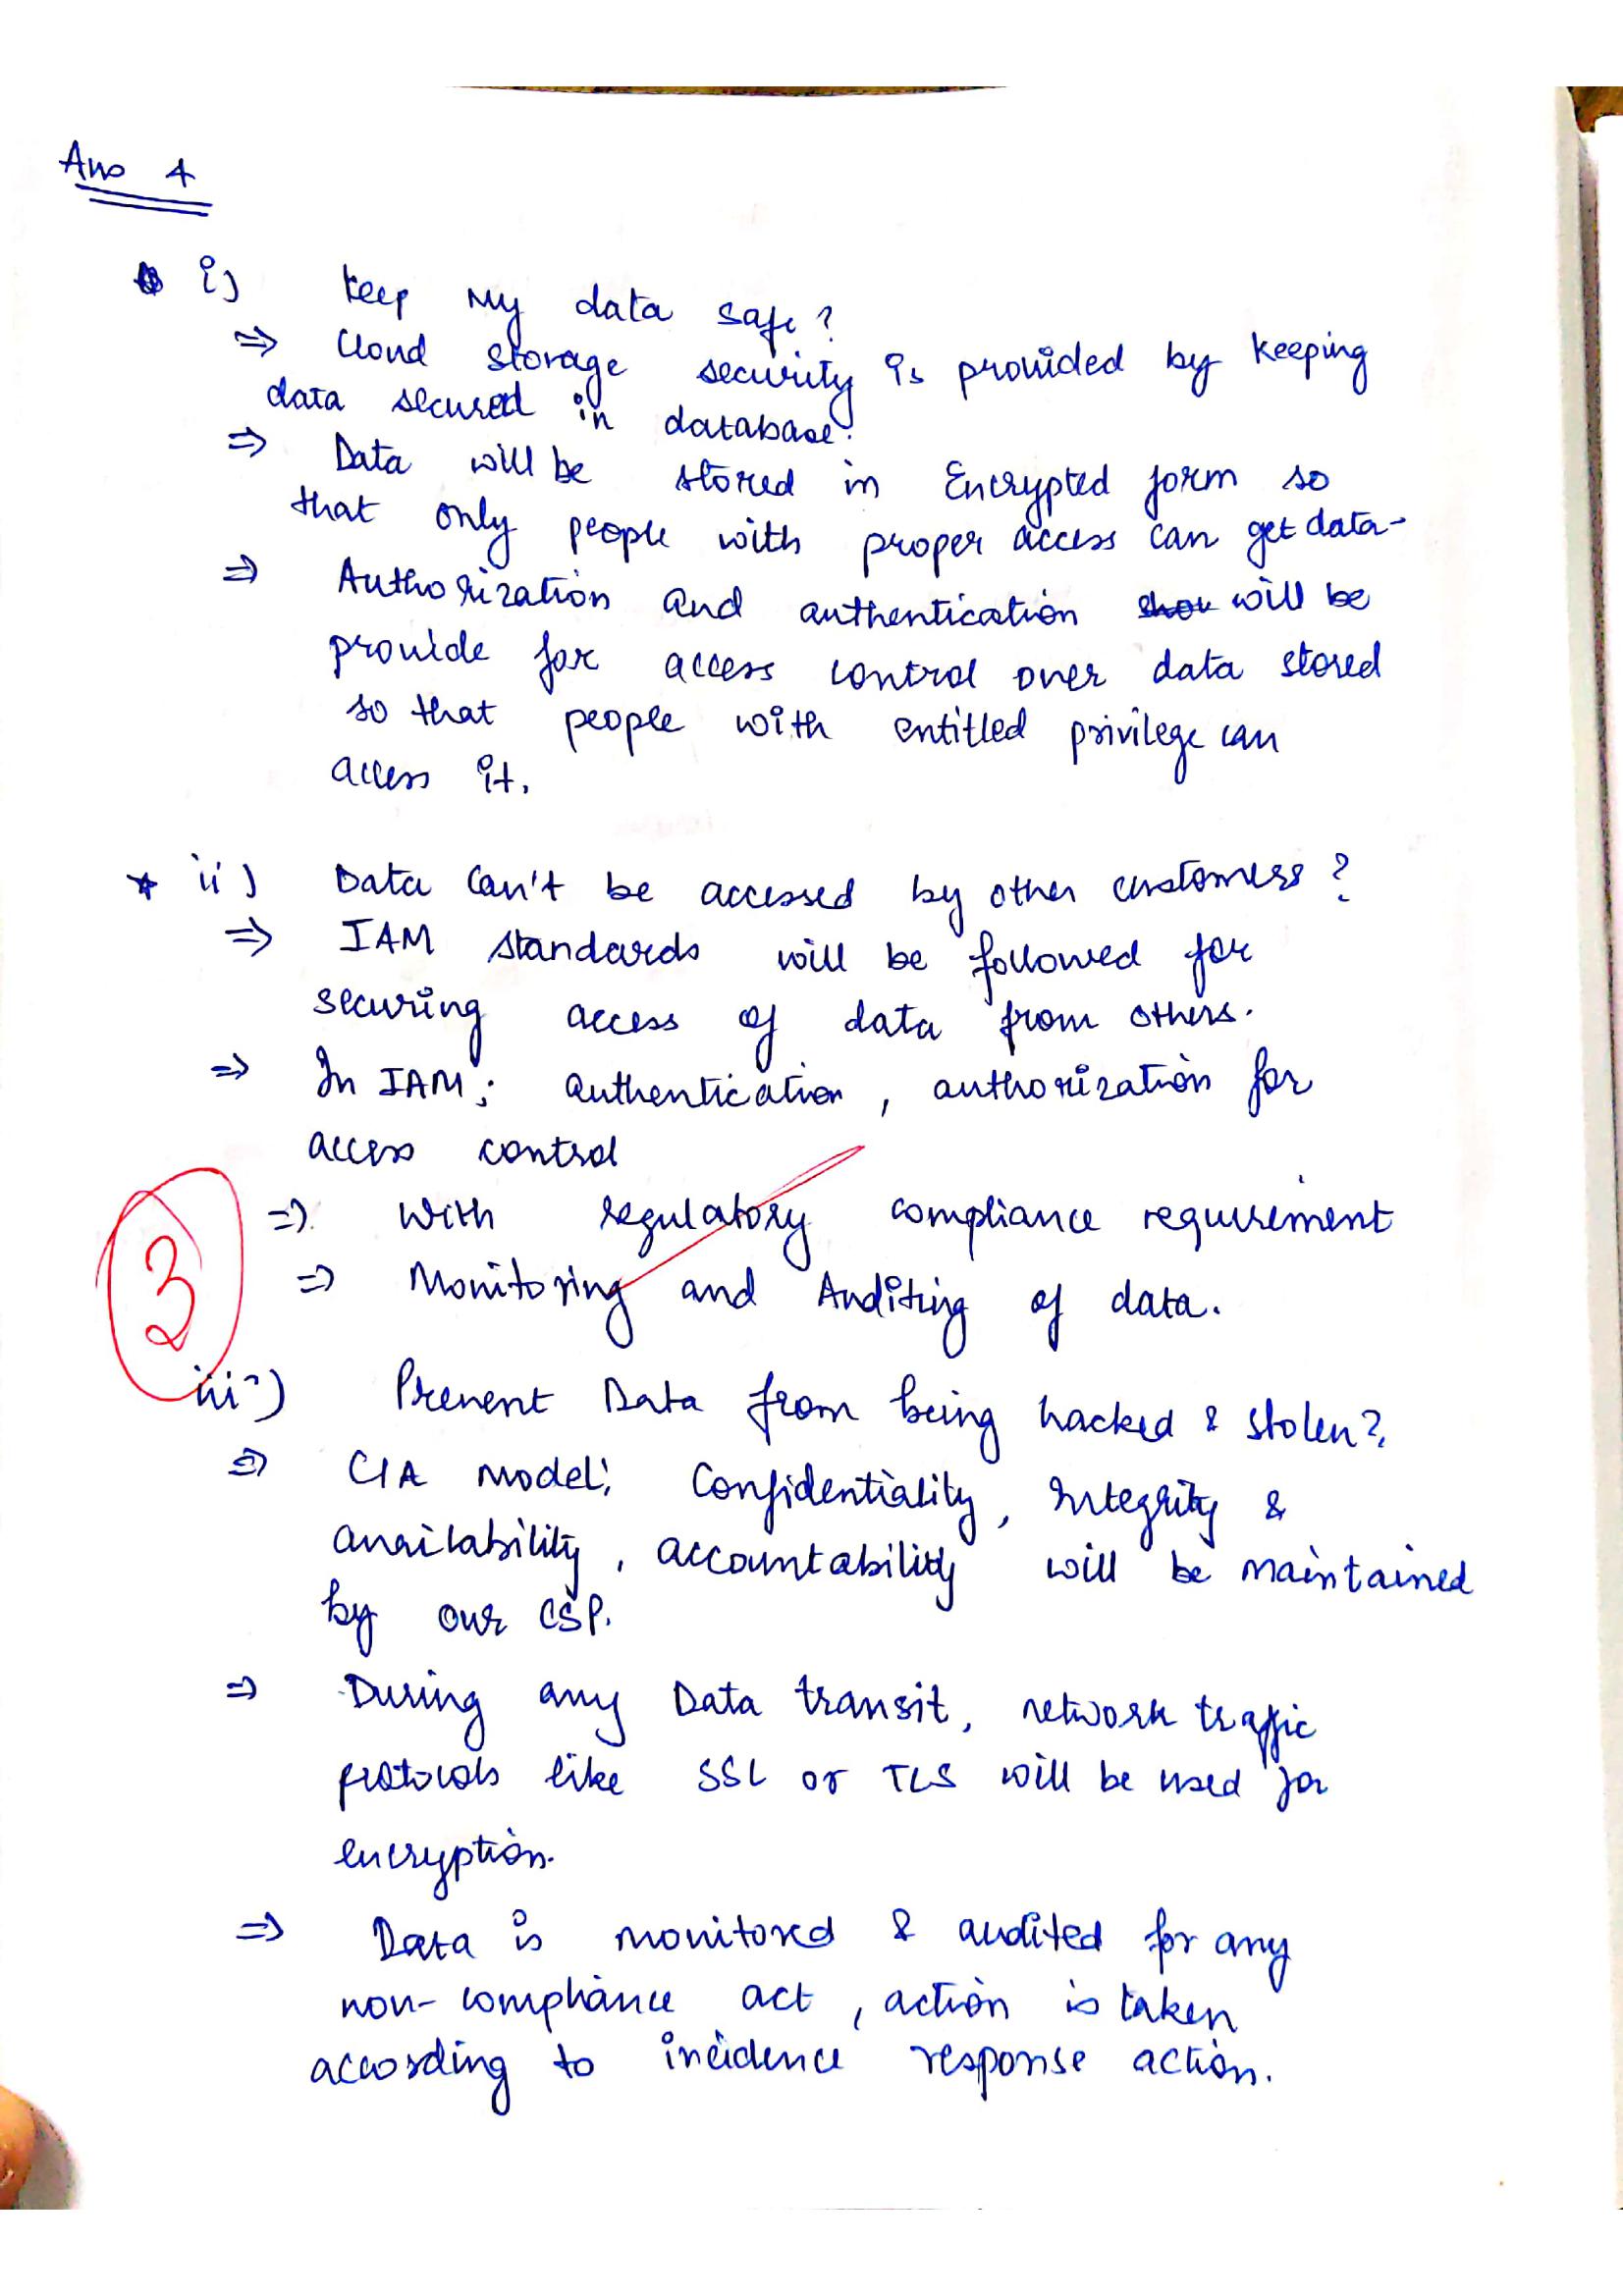 Ans 4
i) Keep My data safe?
⇒ Cloud storage security is provided by keeping
data secured in database.
⇒ Data will be stored in Encrypted form so
that only people with proper access can get data.
⇒ Authorization and authentication will be
provide for access control over data stored
so that people with entitled privilege can
access it.
* ii) Data Can't be accessed by other customers?
⇒ IAM standards will be followed for
securing access of data from others.
⇒ In IAM; authentication, authorization for
access control
⇒ With regulatory compliance requirement
3
⇒ Monitoring and Auditing of data.
iii) Prevent Data from being hacked & stolen?
⇒ CIA Model; Confidentiality, Integrity &
availability, accountability will be maintained
by our CSP.
⇒ During any Data transit, network traffic
protocols like SSL or TLS will be used for
encryption.
⇒ Data is monitored & audited for any
non-compliance act, action is taken
according to incidence response action.